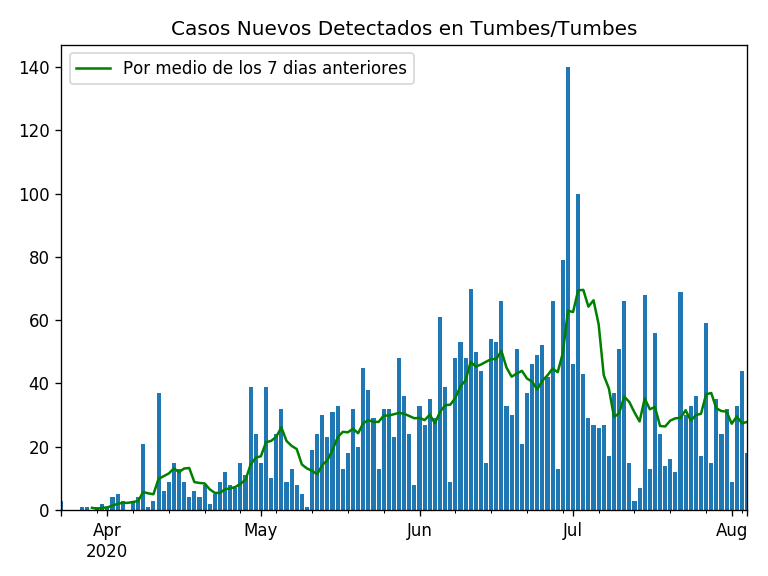 Casos Nuevos Detectados en Tumbes/Tumbes
Por medio de los 7 dias anteriores
140
120
100
80
60
40
20
0
Apr
2020
May
Jun
Jul
Aug